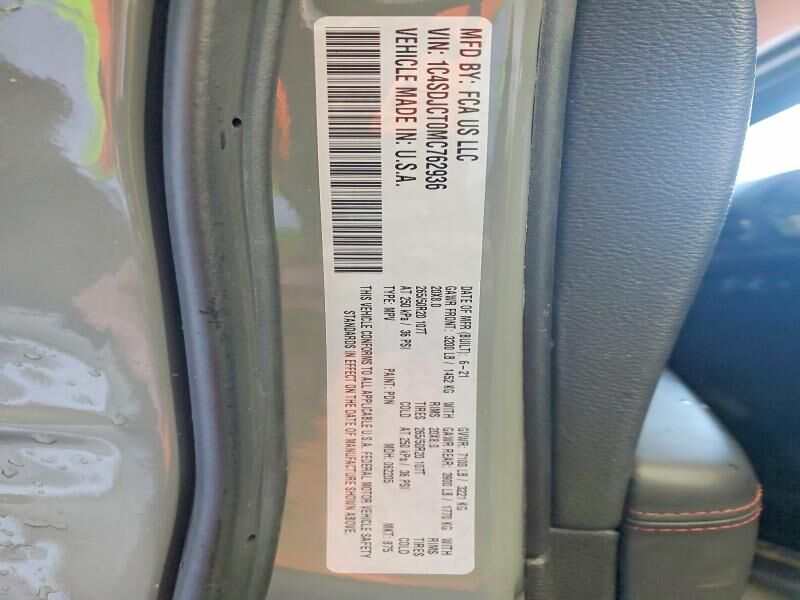 MFD BY: FCA US LLC
VIN: 1C4SDJCT0MC762936
VEHICLE MADE IN: U.S.A.
DATE OF MFR (BUILT): 6-21 GVWR: 7100 LB / 3221 KG
GAWR FRONT: 3200 LB / 1452 KG WITH GAWR REAR: 3900 LB / 1770 KG WITH
20X8.0 RIMS 20X8.0 RIMS
265/50R20 107T TIRES 265/50R20 107T TIRES
AT 250 kPa / 36 PSI COLD AT 250 kPa / 36 PSI COLD
TYPE: MPV PAINT: PDN MDH: 062205 MKT: 875
THIS VEHICLE CONFORMS TO ALL APPLICABLE U.S.A. FEDERAL MOTOR VEHICLE SAFETY
STANDARDS IN EFFECT ON THE DATE OF MANUFACTURE SHOWN ABOVE.